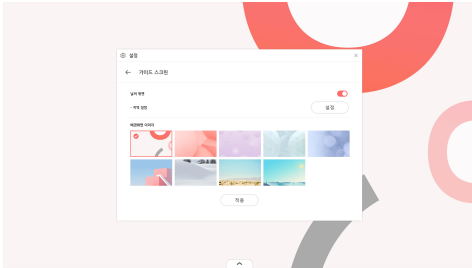 설정
가이드 스크린
날씨 화면
- 지역 설정
설정
배경화면 이미지
적용